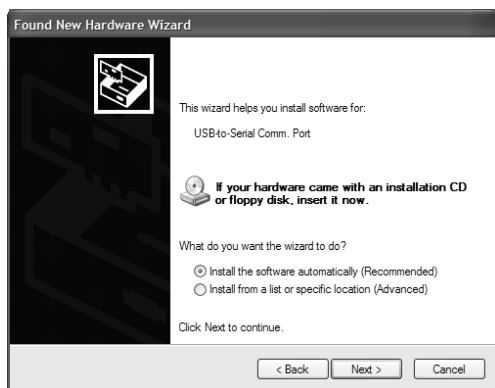 Found New Hardware Wizard
This wizard helps you install software for:
USB-to-Serial Comm. Port
If your hardware came with an installation CD
or floppy disk, insert it now.
What do you want the wizard to do?
Install the software automatically (Recommended)
Install from a list or specific location (Advanced)
Click Next to continue.
< Back Next > Cancel